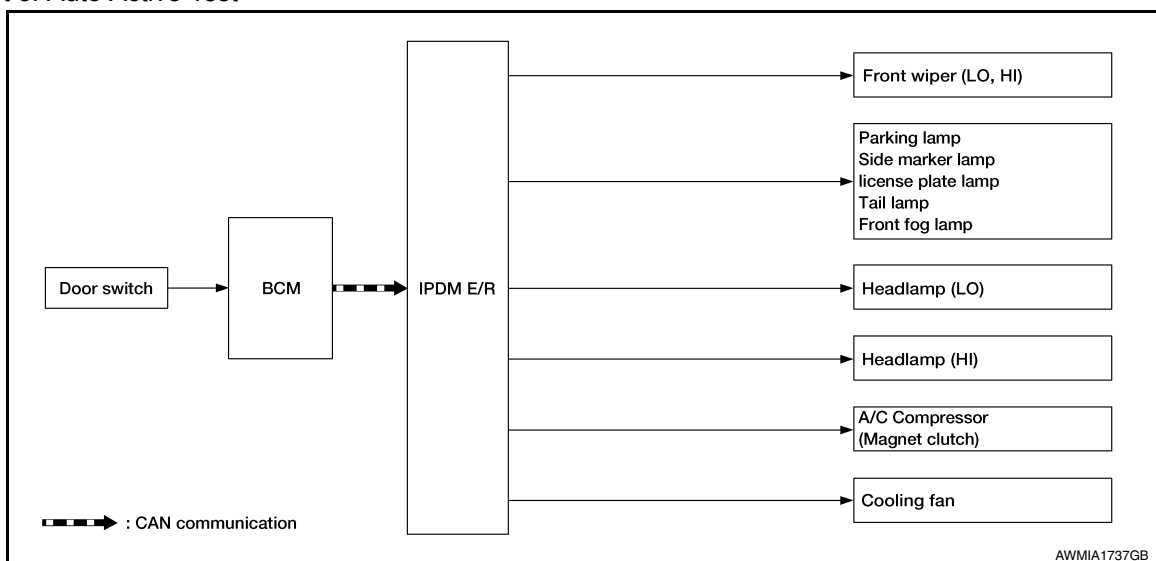 Front wiper (LO, HI)
Parking lamp
Side marker lamp
license plate lamp
Tail lamp
Front fog lamp
Door switch
BCM
IPDM E/R
Headlamp (LO)
Headlamp (HI)
A/C Compressor
(Magnet clutch)
Cooling fan
: CAN communication
AWMIA1737GB